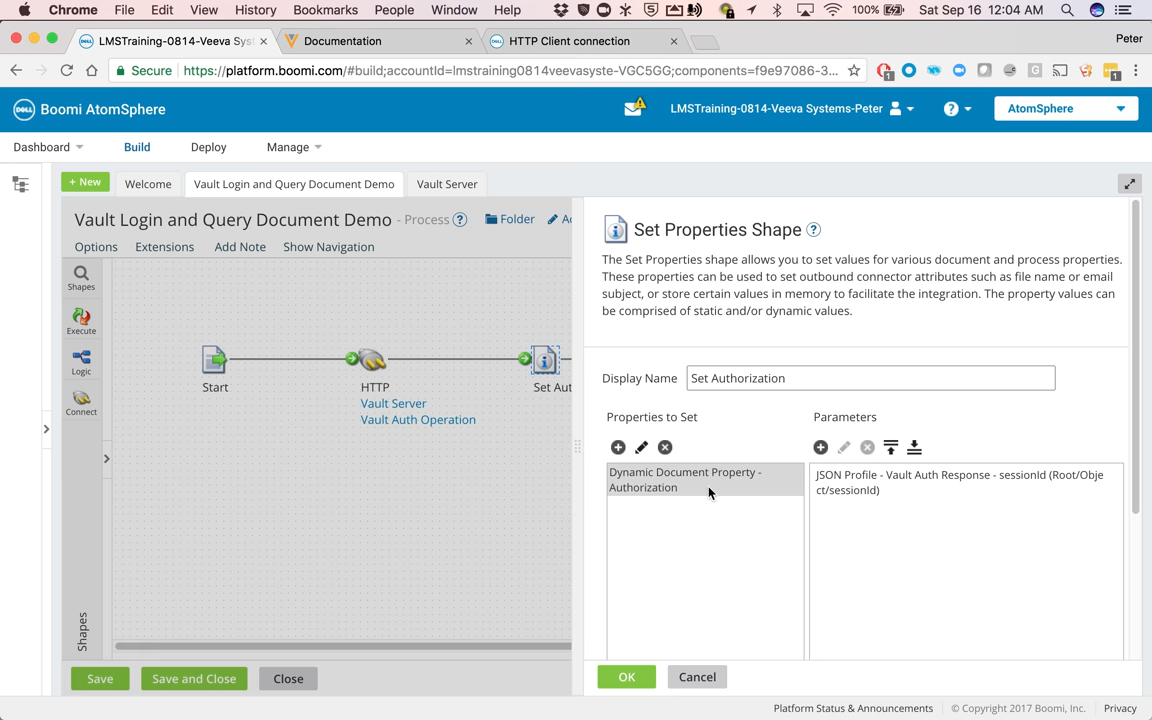 Chrome File Edit View History Bookmarks People Window Help 100% Sat Sep 16 12:04 AM
LMSTraining-0814-Veeva Syst Documentation HTTP Client connection Peter
Secure https://platform.boomi.com/#build;accountId=lmstraining0814veevasyste-VGC5GG;components=f9e97086-3... 1 1
DELL Boomi AtomSphere LMSTraining-0814-Veeva Systems-Peter AtomSphere
Dashboard Build Deploy Manage
+ New Welcome Vault Login and Query Document Demo Vault Server
Vault Login and Query Document Demo - Process Folder
Options Extensions Add Note Show Navigation
Shapes
Execute
Logic
Connect
Shapes
Start
HTTP
Vault Server
Vault Auth Operation
Set Aut
Save Save and Close Close
Set Properties Shape
The Set Properties shape allows you to set values for various document and process properties.
These properties can be used to set outbound connector attributes such as file name or email
subject, or store certain values in memory to facilitate the integration. The property values can
be comprised of static and/or dynamic values.
Display Name Set Authorization
Properties to Set Parameters
Dynamic Document Property -
Authorization
JSON Profile - Vault Auth Response - sessionId (Root/Obje
ct/sessionId)
OK Cancel
Platform Status & Announcements © Copyright 2017 Boomi, Inc. Privacy